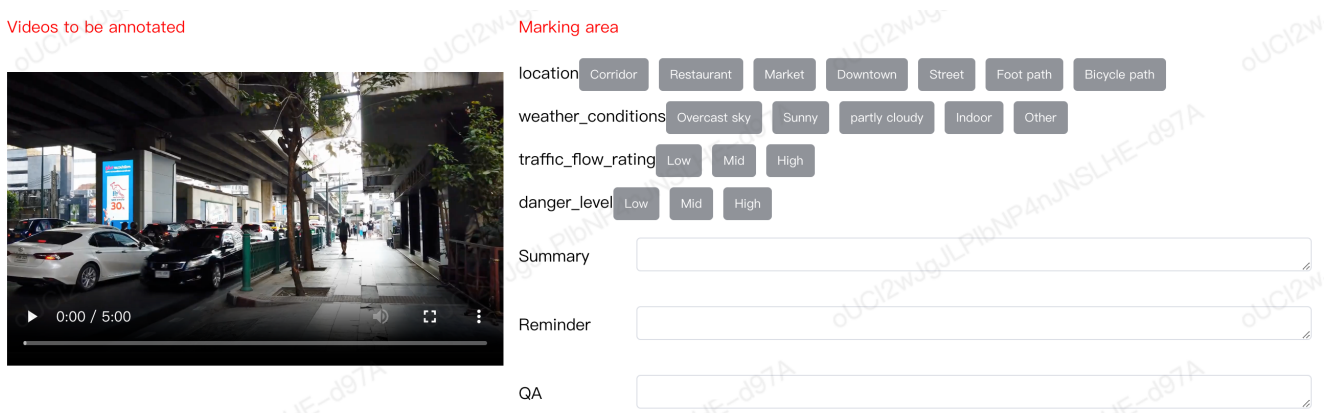 Videos to be annotated
Marking area
location Corridor Restaurant Market Downtown Street Foot path Bicycle path
weather_conditions Overcast sky Sunny partly cloudy Indoor Other
traffic_flow_rating Low Mid High
danger_level Low Mid High
Summary
Reminder
QA
30.
0:00 / 5:00